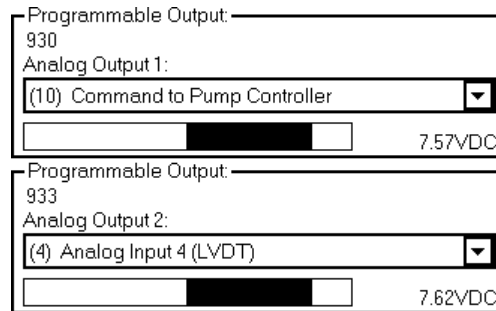 Programmable Output:
930
Analog Output 1:
(10) Command to Pump Controller
7.57VDC
Programmable Output:
933
Analog Output 2:
(4) Analog Input 4 (LVDT)
7.62VDC